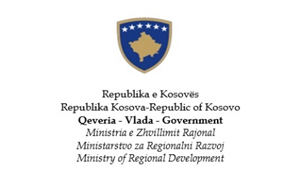 Republika e Kosovës
Republika Kosova-Republic of Kosovo
Qeveria - Vlada - Government
Ministria e Zhvillimit Rajonal
Ministarstvo za Regionalni Razvoj
Ministry of Regional Development